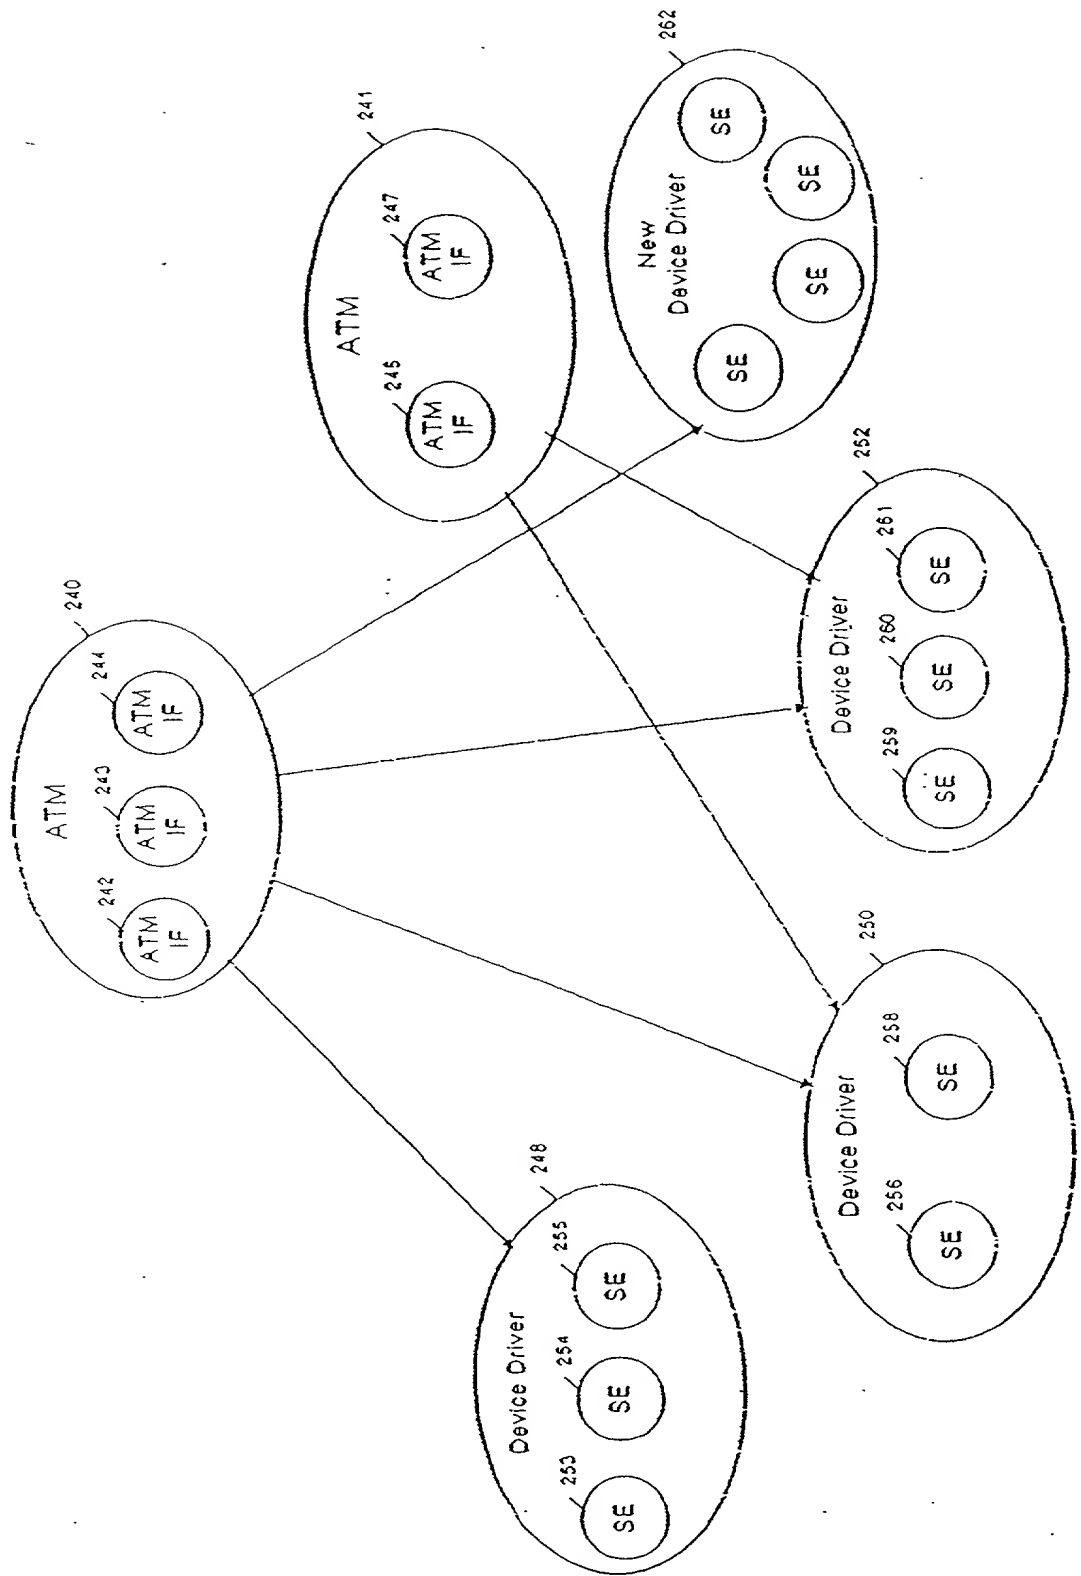 240
ATM
242
ATM
IF
243
ATM
IF
244
ATM
IF
241
ATM
245
ATM
IF
247
ATM
IF
248
Device Driver
253
SE
254
SE
255
SE
250
Device Driver
256
SE
258
SE
252
Device Driver
259
SE
260
SE
261
SE
262
New
Device Driver
SE
SE
SE
SE